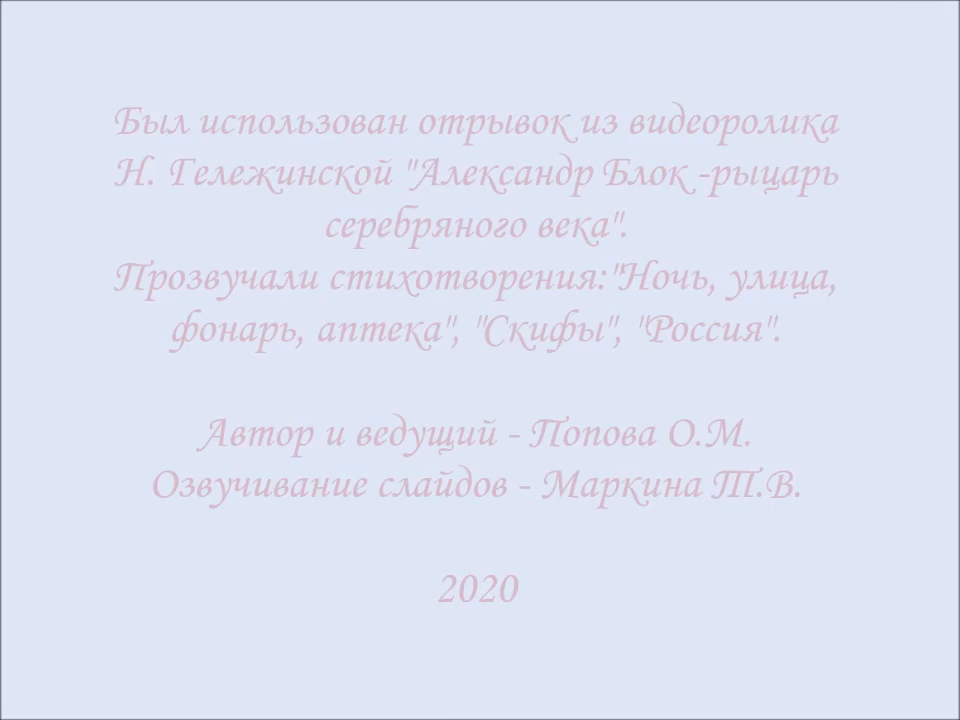 Был использован отрывок из видеоролика
Н. Гележинской "Александр Блок -рыцарь
серебряного века".
Прозвучали стихотворения:"Ночь, улица,
фонарь, аптека", "Скифы", "Россия".
Автор и ведущий - Попова О.М.
Озвучивание слайдов - Маркина Т.В.
2020